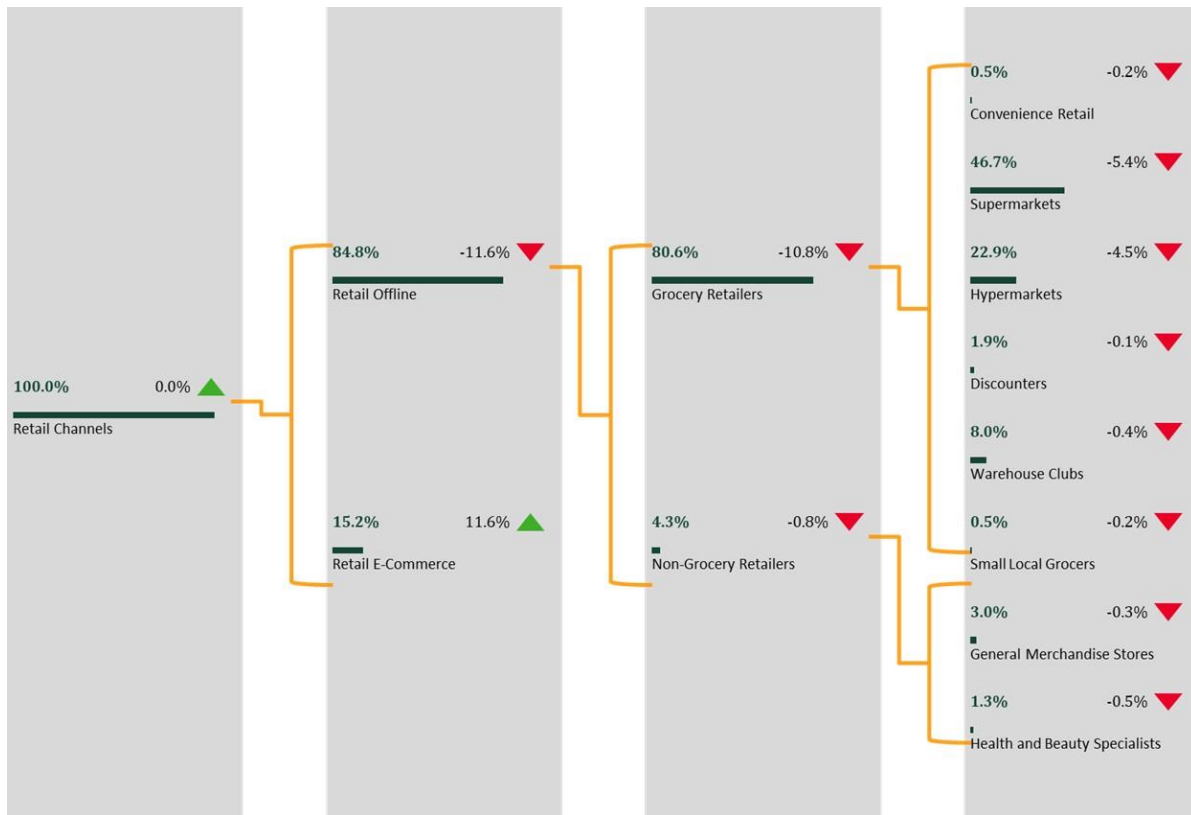 100.0% 0.0%
Retail Channels
84.8% -11.6%
Retail Offline
15.2% 11.6%
Retail E-Commerce
80.6% -10.8%
Grocery Retailers
4.3% -0.8%
Non-Grocery Retailers
0.5% -0.2%
Convenience Retail
46.7% -5.4%
Supermarkets
22.9% -4.5%
Hypermarkets
1.9% -0.1%
Discounters
8.0% -0.4%
Warehouse Clubs
0.5% -0.2%
Small Local Grocers
3.0% -0.3%
General Merchandise Stores
1.3% -0.5%
Health and Beauty Specialists